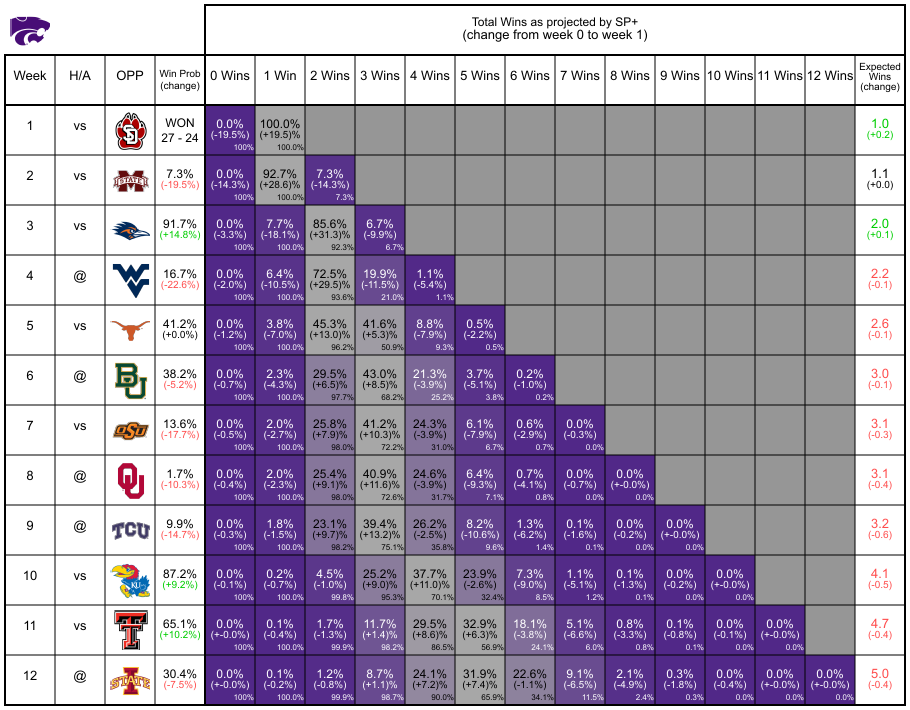 Total Wins as projected by SP+
(change from week 0 to week 1)
Week H/A OPP Win Prob (change) 0 Wins 1 Win 2 Wins 3 Wins 4 Wins 5 Wins 6 Wins 7 Wins 8 Wins 9 Wins 10 Wins 11 Wins 12 Wins Expected Wins (change)
1 vs WON 0.0% 100.0% 1.0
27 - 24 (-19.5%) (+19.5)% (+0.2)
100% 100.0%
2 vs STATE 7.3% 0.0% 92.7% 7.3% 1.1
(-19.5%) (-14.3%) (+28.6)% (-14.3%) (+0.0)
100% 100.0% 7.3%
3 vs 91.7% 0.0% 7.7% 85.6% 6.7% 2.0
(+14.8%) (-3.3%) (-18.1%) (+31.3)% (-9.9%) (+0.1)
100% 100.0% 92.3% 6.7%
4 @ WV 16.7% 0.0% 6.4% 72.5% 19.9% 1.1% 2.2
(-22.6%) (-2.0%) (-10.5%) (+29.5)% (-11.5%) (-5.4%) (-0.1)
100% 100.0% 93.6% 21.0% 1.1%
5 vs 41.2% 0.0% 3.8% 45.3% 41.6% 8.8% 0.5% 2.6
(+0.0%) (-1.2%) (-7.0%) (+13.0)% (+5.3)% (-7.9%) (-2.2%) (-0.1)
100% 100.0% 96.2% 50.9% 9.3% 0.5%
6 @ BU 38.2% 0.0% 2.3% 29.5% 43.0% 21.3% 3.7% 0.2% 3.0
(-5.2%) (-0.7%) (-4.3%) (+6.5)% (+8.5)% (-3.9%) (-5.1%) (-1.0%) (-0.1)
100% 100.0% 97.7% 68.2% 25.2% 3.8% 0.2%
7 vs OSU 13.6% 0.0% 2.0% 25.8% 41.2% 24.3% 6.1% 0.6% 0.0% 3.1
(-17.7%) (-0.5%) (-2.7%) (+7.9)% (+10.3)% (-3.9%) (-7.9%) (-2.9%) (-0.3%) (-0.3)
100% 100.0% 98.0% 72.2% 31.0% 6.7% 0.7% 0.0%
8 @ OU 1.7% 0.0% 2.0% 25.4% 40.9% 24.6% 6.4% 0.7% 0.0% 0.0% 3.1
(-10.3%) (-0.4%) (-2.3%) (+9.1)% (+11.6)% (-3.9%) (-9.3%) (-4.1%) (-0.7%) (+-0.0%) (-0.4)
100% 100.0% 98.0% 72.6% 31.7% 7.1% 0.8% 0.0% 0.0%
9 @ TCU 9.9% 0.0% 1.8% 23.1% 39.4% 26.2% 8.2% 1.3% 0.1% 0.0% 0.0% 3.2
(-14.7%) (-0.3%) (-1.5%) (+9.7)% (+13.2)% (-2.5%) (-10.6%) (-6.2%) (-1.6%) (-0.2%) (+-0.0%) (-0.6)
100% 100.0% 98.2% 75.1% 35.8% 9.6% 1.4% 0.1% 0.0% 0.0%
10 vs KU 87.2% 0.0% 0.2% 4.5% 25.2% 37.7% 23.9% 7.3% 1.1% 0.1% 0.0% 0.0% 4.1
(+9.2%) (-0.1%) (-0.7%) (-1.0%) (+9.0)% (+11.0)% (-2.6%) (-9.0%) (-5.1%) (-1.3%) (-0.2%) (+-0.0%) (-0.5)
100% 100.0% 99.8% 95.3% 70.1% 32.4% 8.5% 1.2% 0.1% 0.0% 0.0%
11 vs T 65.1% 0.0% 0.1% 1.7% 11.7% 29.5% 32.9% 18.1% 5.1% 0.8% 0.1% 0.0% 0.0% 4.7
(+10.2%) (+-0.0%) (-0.4%) (-1.3%) (+1.4)% (+8.6)% (+6.3)% (-3.8%) (-6.6%) (-3.3%) (-0.8%) (-0.1%) (+-0.0%) (-0.4)
100% 100.0% 99.9% 98.2% 86.5% 56.9% 24.1% 6.0% 0.8% 0.1% 0.0% 0.0%
12 @ I STATE 30.4% 0.0% 0.1% 1.2% 8.7% 24.1% 31.9% 22.6% 9.1% 2.1% 0.3% 0.0% 0.0% 0.0% 5.0
(-7.5%) (+-0.0%) (-0.2%) (-0.8%) (+1.1)% (+7.2)% (+7.4)% (-1.1%) (-6.5%) (-4.9%) (-1.8%) (-0.4%) (+-0.0%) (+-0.0%) (-0.4)
100% 100.0% 99.9% 98.7% 90.0% 65.9% 34.1% 11.5% 2.4% 0.3% 0.0% 0.0% 0.0%